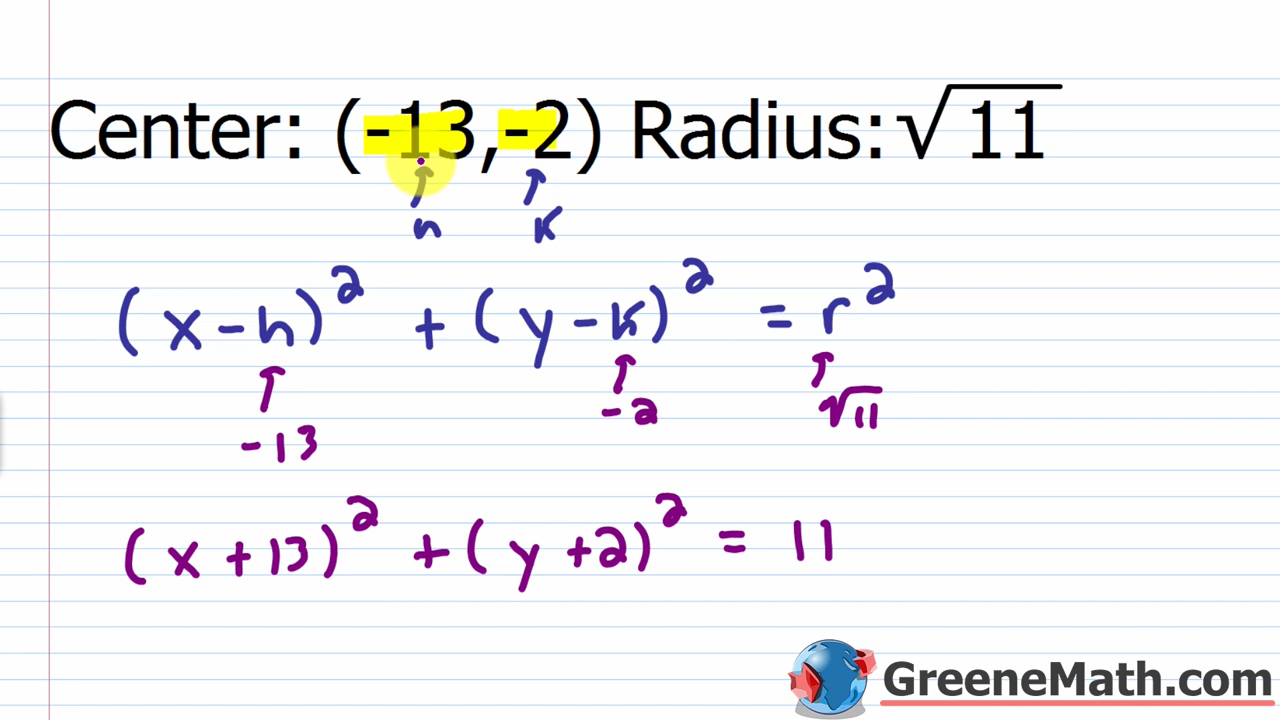 Center: (-13,-2) Radius: √11
h K
(x-h)² + (y-k)² = r²
-13 -2 √11
(x+13)² + (y+2)² = 11
GreeneMath.com